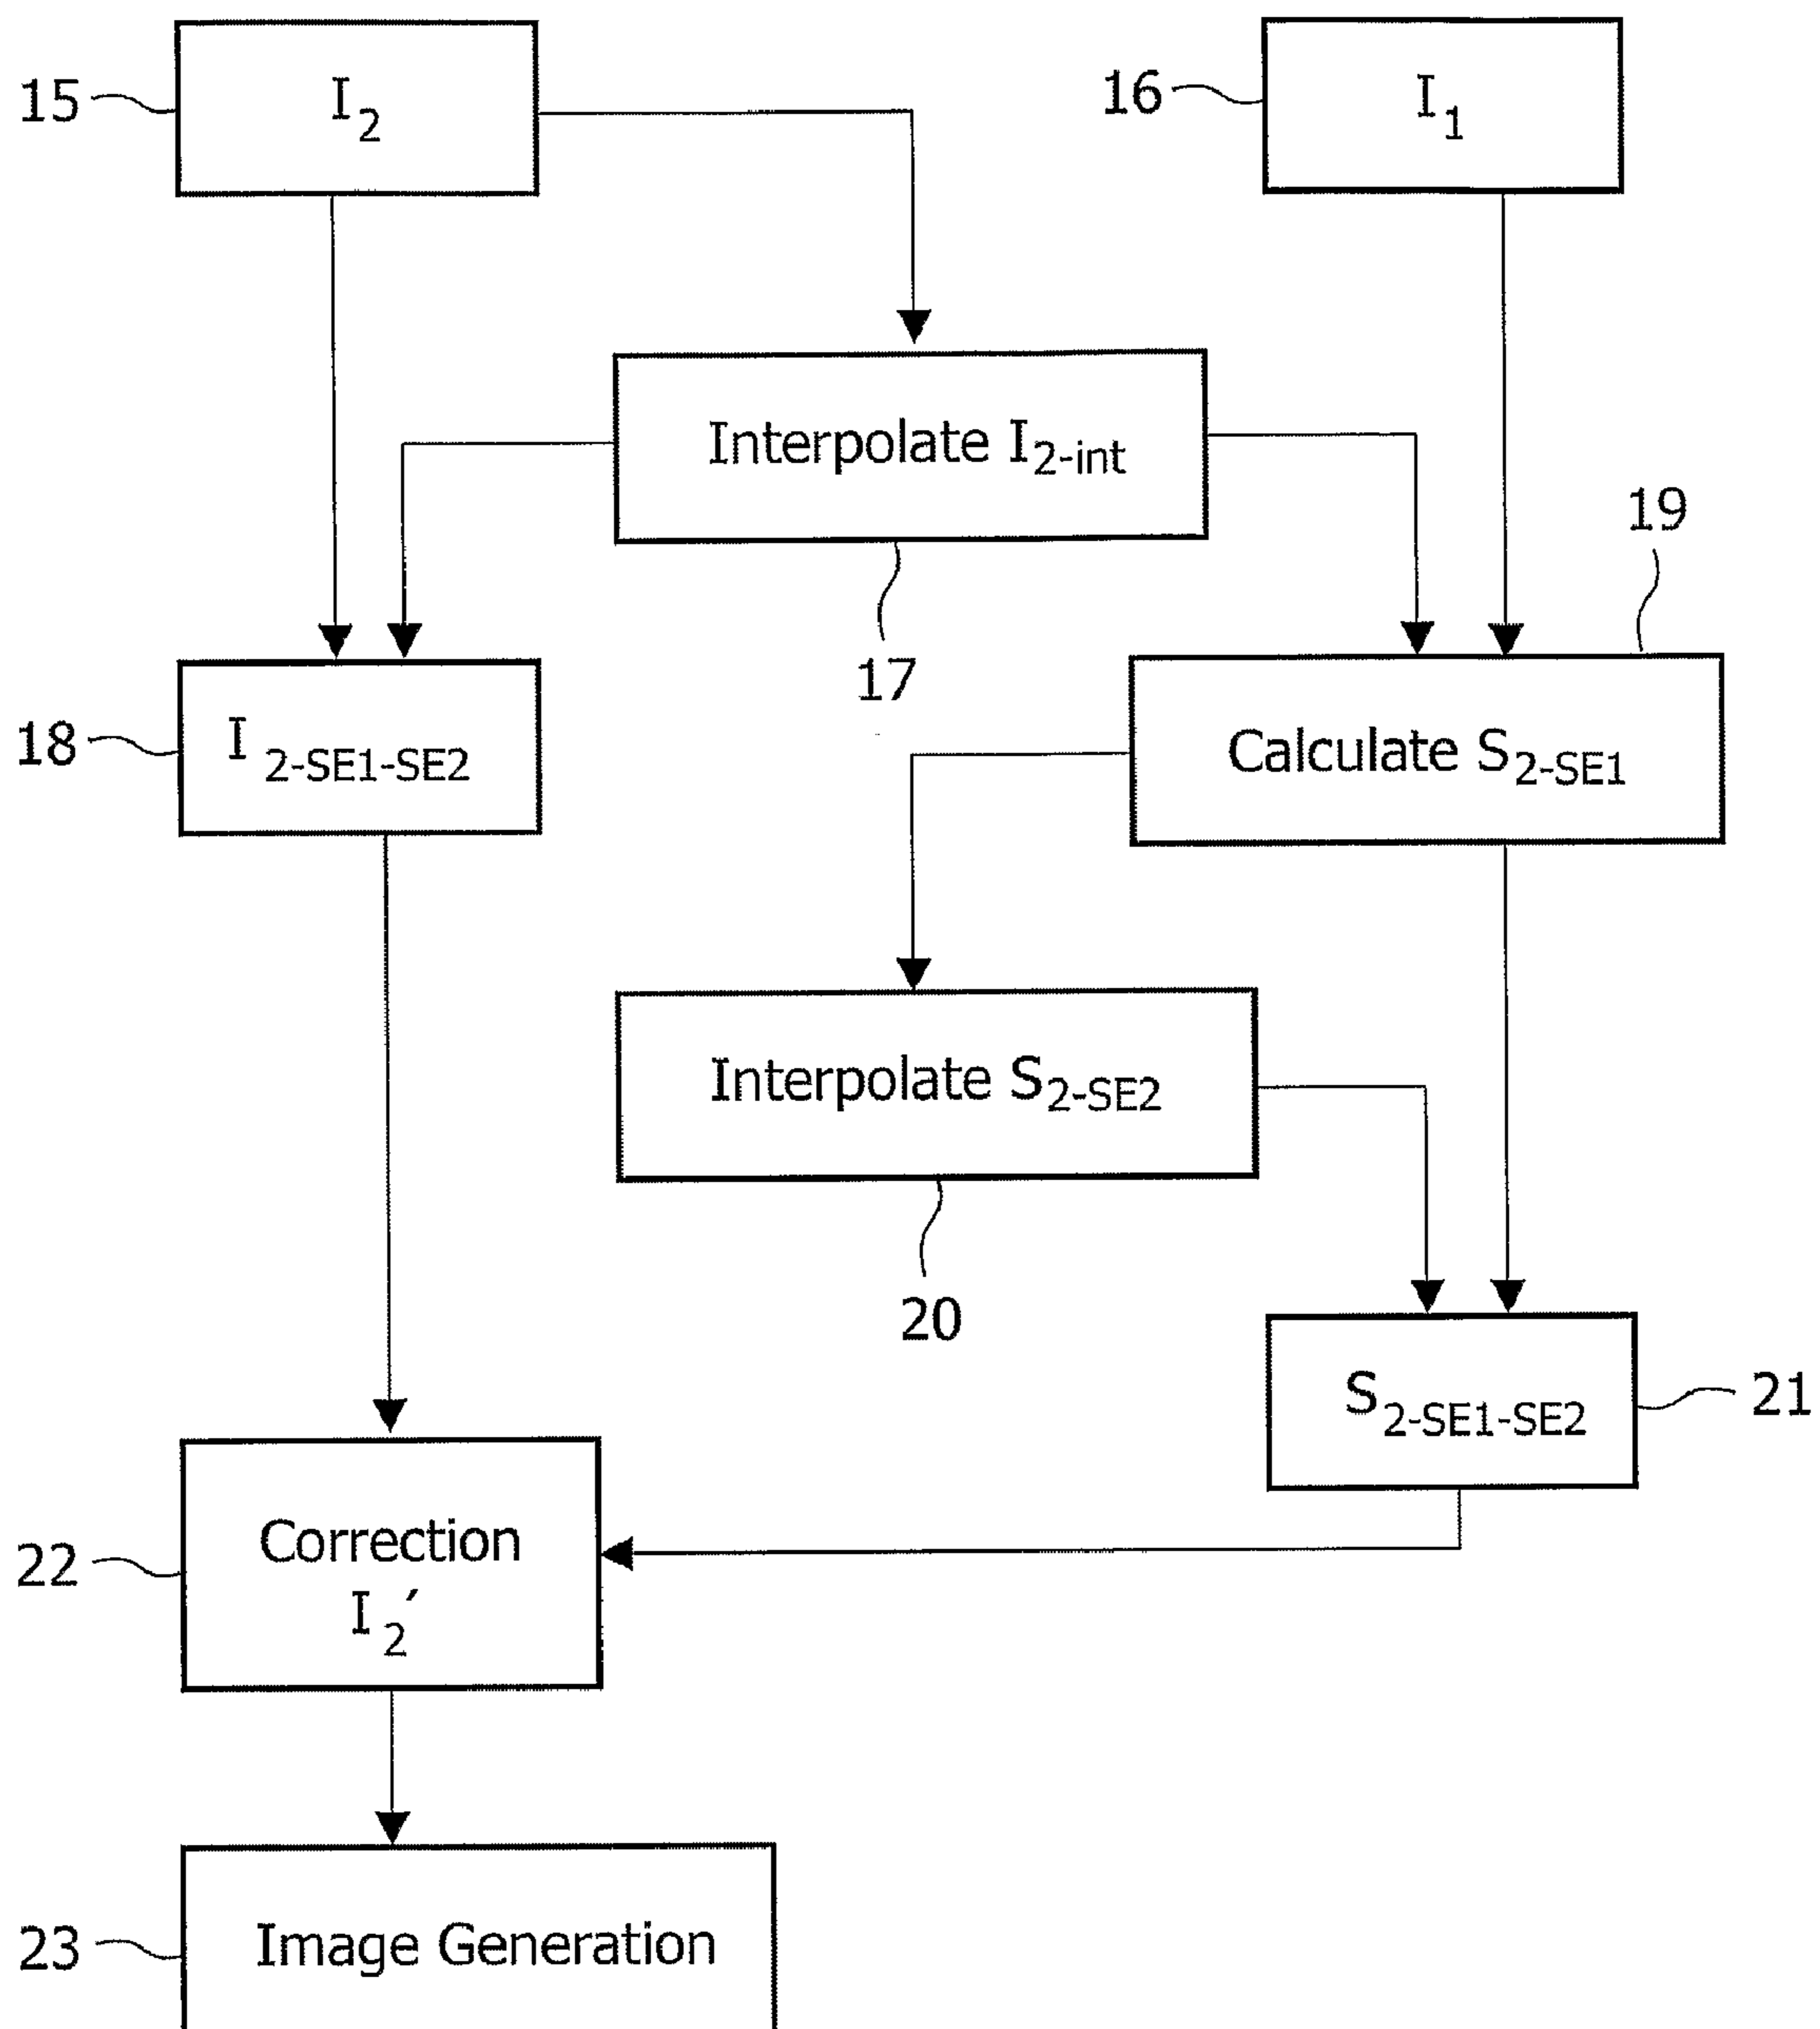 15
I₂
16
I₁
Interpolate I₂₋ᵢₙₜ
17
19
18
I ₂₋SE1₋SE2
Calculate S₂₋SE1
Interpolate S₂₋SE2
20
S₂₋SE1₋SE2
21
22
Correction
I₂′
23
Image Generation